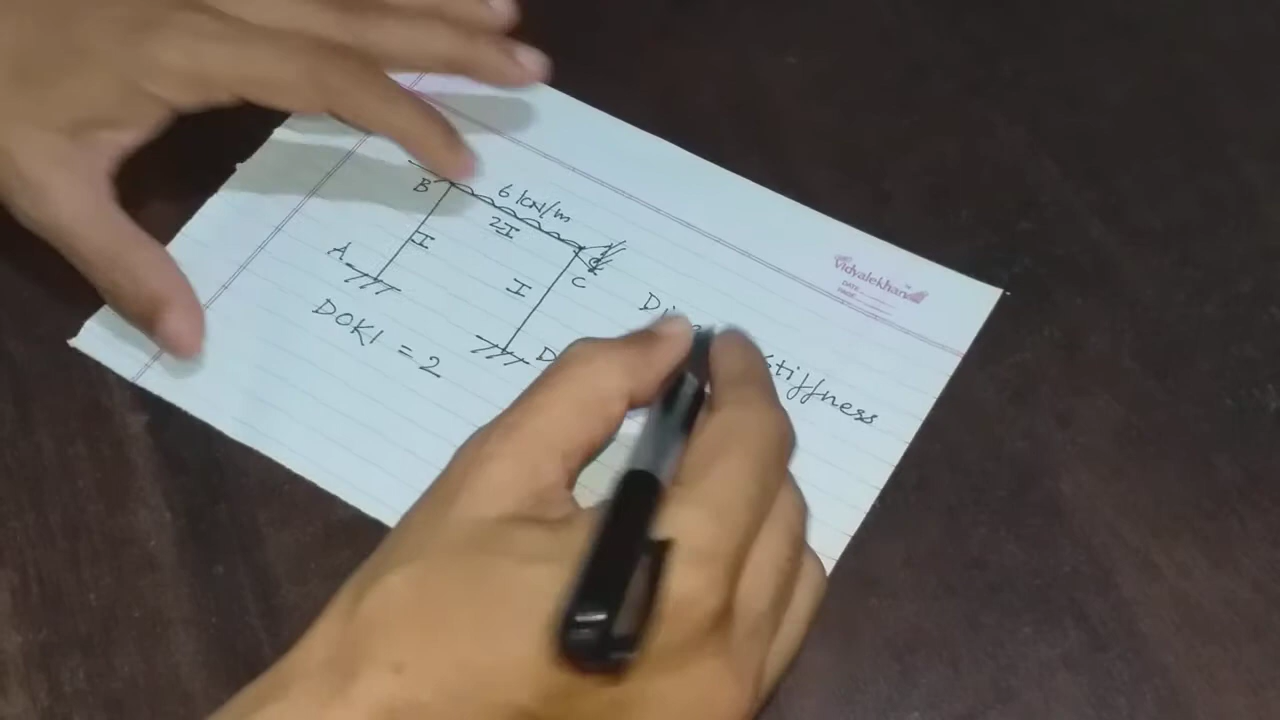 B
6 kN/m
2I
A
I
I
C
D
DOKI = 2
stiffness
Vidyalekhan
DATE
PAGE